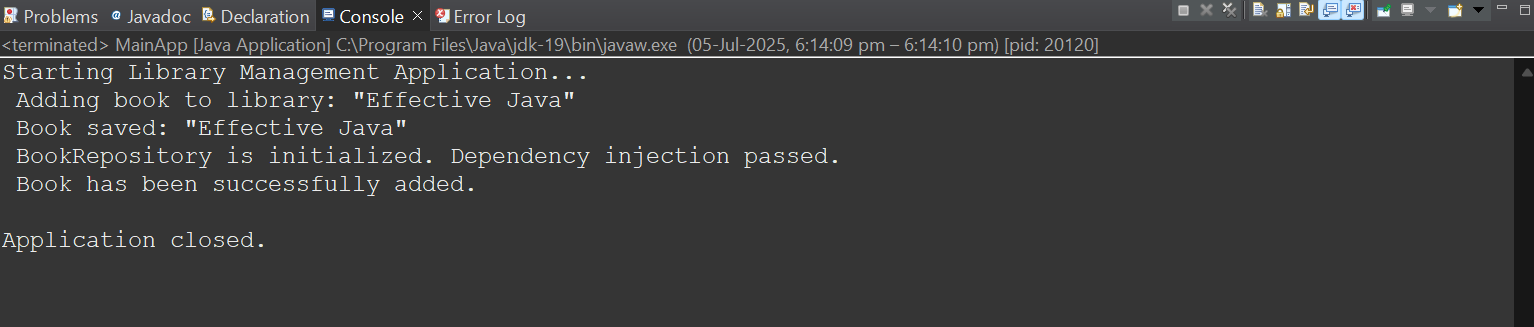 Problems @ Javadoc Declaration Console Error Log
<terminated> MainApp [Java Application] C:\Program Files\Java\jdk-19\bin\javaw.exe (05-Jul-2025, 6:14:09 pm – 6:14:10 pm) [pid: 20120]
Starting Library Management Application...
Adding book to library: "Effective Java"
Book saved: "Effective Java"
BookRepository is initialized. Dependency injection passed.
Book has been successfully added.
Application closed.